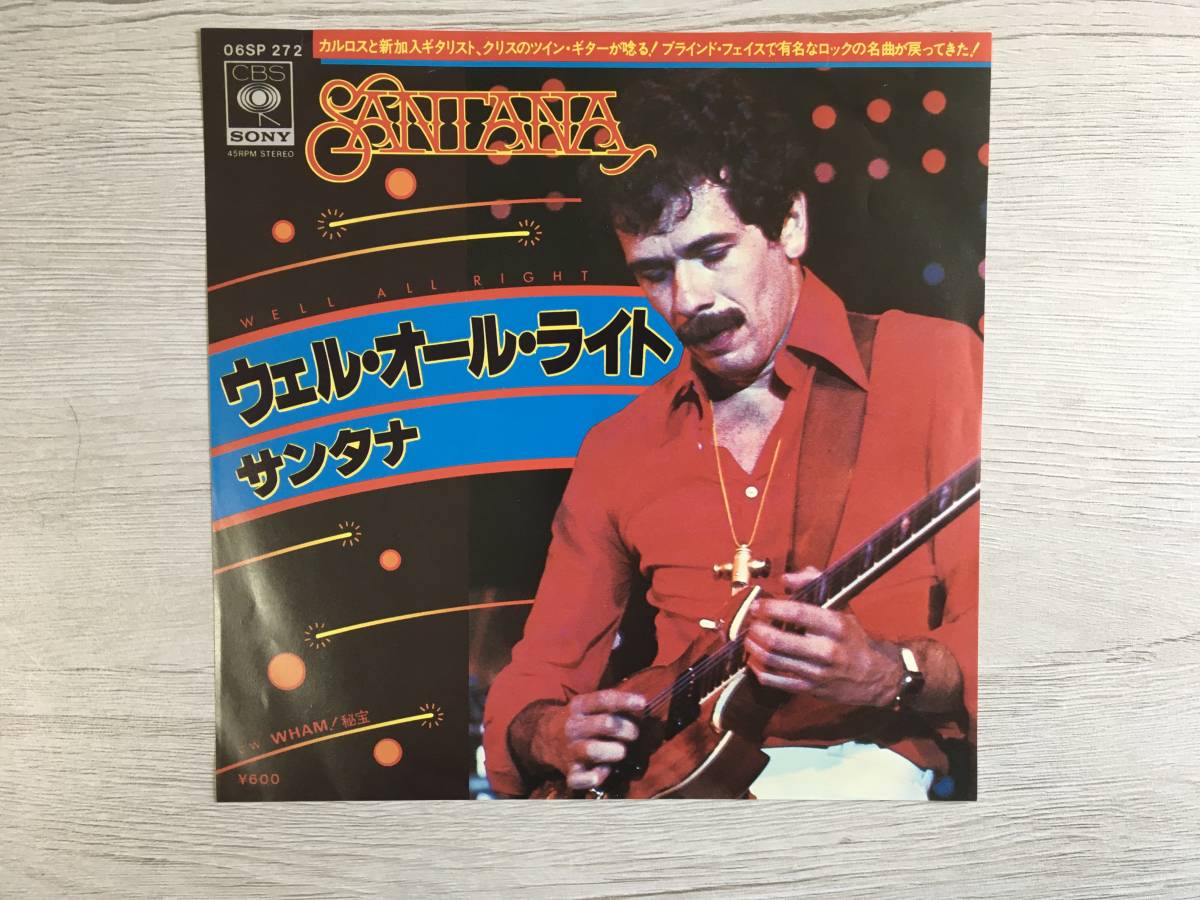 06SP 272
カルロスと新加入ギタリスト、クリスのツイン・ギターが唸る! ブラインド・フェイスで有名なロックの名曲が戻ってきた!
CBS
SONY
45RPM STEREO
SANTANA
WELL ALL RIGHT
ウェル・オール・ライト
サンタナ
c/w WHAM! 秘宝
¥600